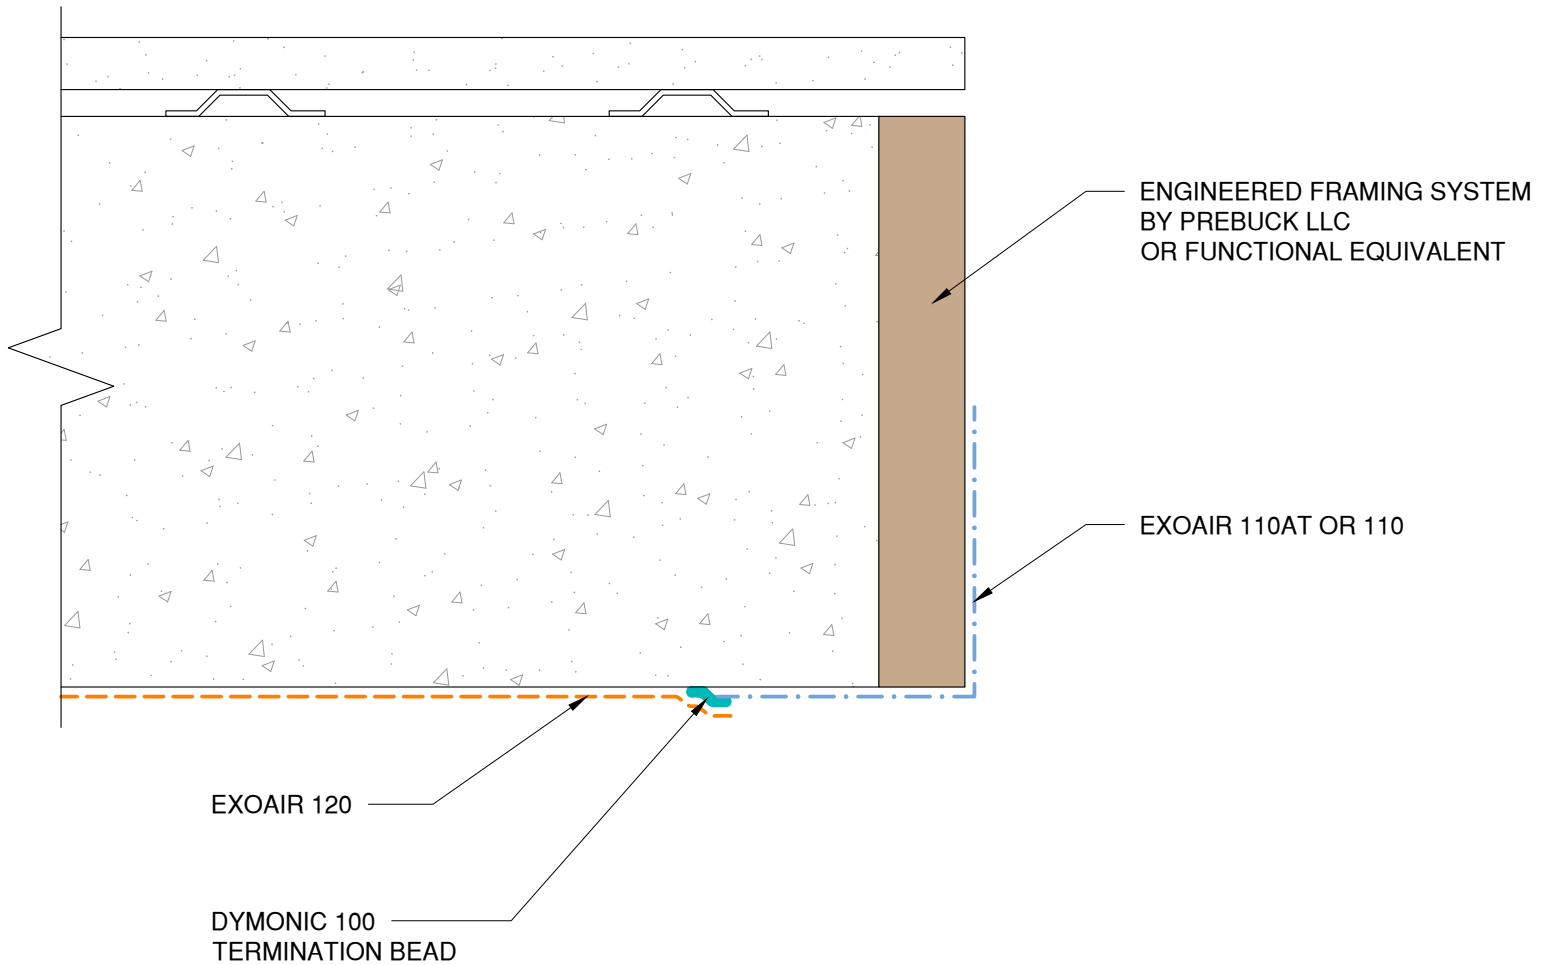 ENGINEERED FRAMING SYSTEM
BY PREBUCK LLC
OR FUNCTIONAL EQUIVALENT
EXOAIR 110AT OR 110
EXOAIR 120
DYMONIC 100
TERMINATION BEAD